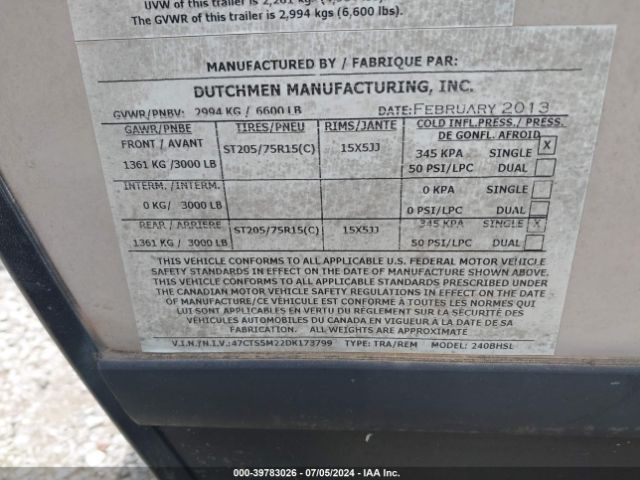 UVW of this trailer is 2,261 kgs
The GVWR of this trailer is 2,994 kgs (6,600 lbs).
MANUFACTURED BY / FABRIQUE PAR:
DUTCHMEN MANUFACTURING, INC.
GVWR/PNBV: 2994 KG / 6600 LB DATE: FEBRUARY 2013
GAWR/PNBE TIRES/PNEU RIMS/JANTE COLD INFL.PRESS./ PRESS.
DE GONFL. AFROID
FRONT / AVANT ST205/75R15(C) 15X5JJ 345 KPA SINGLE X
1361 KG/3000 LB 50 PSI/LPC DUAL
INTERM. /INTERM. 0 KPA SINGLE
0 KG/ 3000 LB 0 PSI/LPC DUAL
REAR / ARRIERE ST205/75R15(C) 15X5JJ 345 KPA SINGLE X
1361 KG / 3000 LB 50 PSI/LPC DUAL
THIS VEHICLE CONFORMS TO ALL APPLICABLE U.S. FEDERAL MOTOR VEHICLE
SAFETY STANDARDS IN EFFECT ON THE DATE OF MANUFACTURE SHOWN ABOVE.
THIS VEHICLE CONFORMS TO ALL APPLICABLE STANDARDS PRESCRIBED UNDER
THE CANADIAN MOTOR VEHICLE SAFETY REGULATIONS IN EFFECT ON THE DATE
OF MANUFACTURE/CE VÉHICULE EST CONFORME À TOUTES LES NORMES QUI
LUI SONT APPLICABLES EN VERTU DU RÈGLEMENT SUR LA SÉCURITÉ DES
VÉHICULES AUTOMOBILES DU CANADA EN VIGUEUR A LA DATE DE SA
FABRICATION. ALL WEIGHTS ARE APPROXIMATE
V.I.N./N.I.V.:47CTS5M22DK173799 TYPE: TRA/REM MODEL: 240BHSL
000-39783026 - 07/05/2024 - IAA Inc.